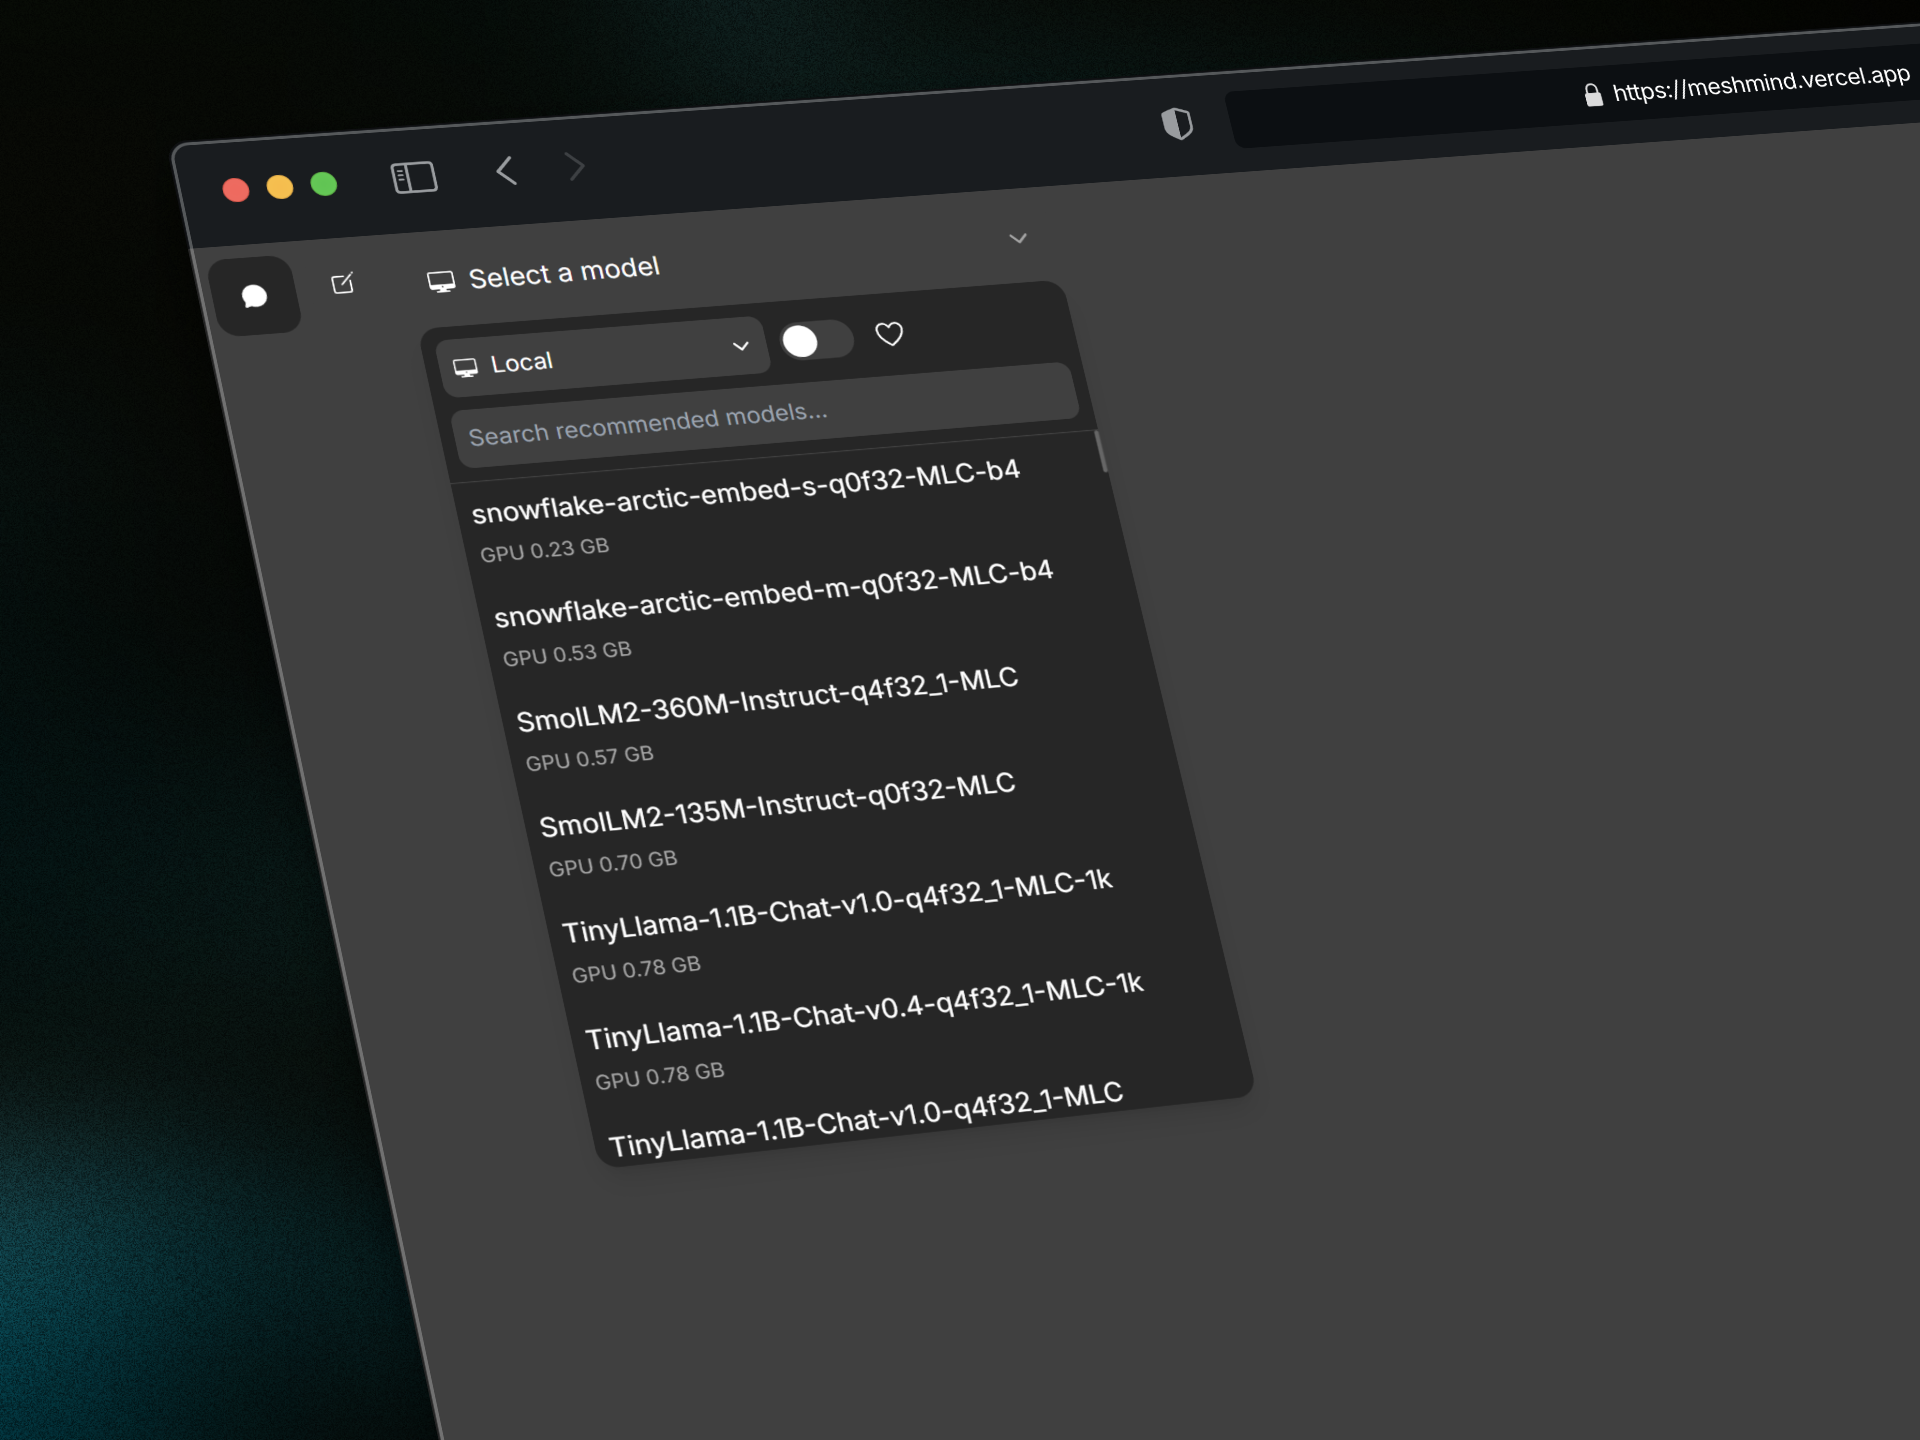 https://meshmind.vercel.app
Select a model
Local
Search recommended models...
snowflake-arctic-embed-s-q0f32-MLC-b4
GPU 0.23 GB
snowflake-arctic-embed-m-q0f32-MLC-b4
GPU 0.53 GB
SmolLM2-360M-Instruct-q4f32_1-MLC
GPU 0.57 GB
SmolLM2-135M-Instruct-q0f32-MLC
GPU 0.70 GB
TinyLlama-1.1B-Chat-v1.0-q4f32_1-MLC-1k
GPU 0.78 GB
TinyLlama-1.1B-Chat-v0.4-q4f32_1-MLC-1k
GPU 0.78 GB
TinyLlama-1.1B-Chat-v1.0-q4f32_1-MLC